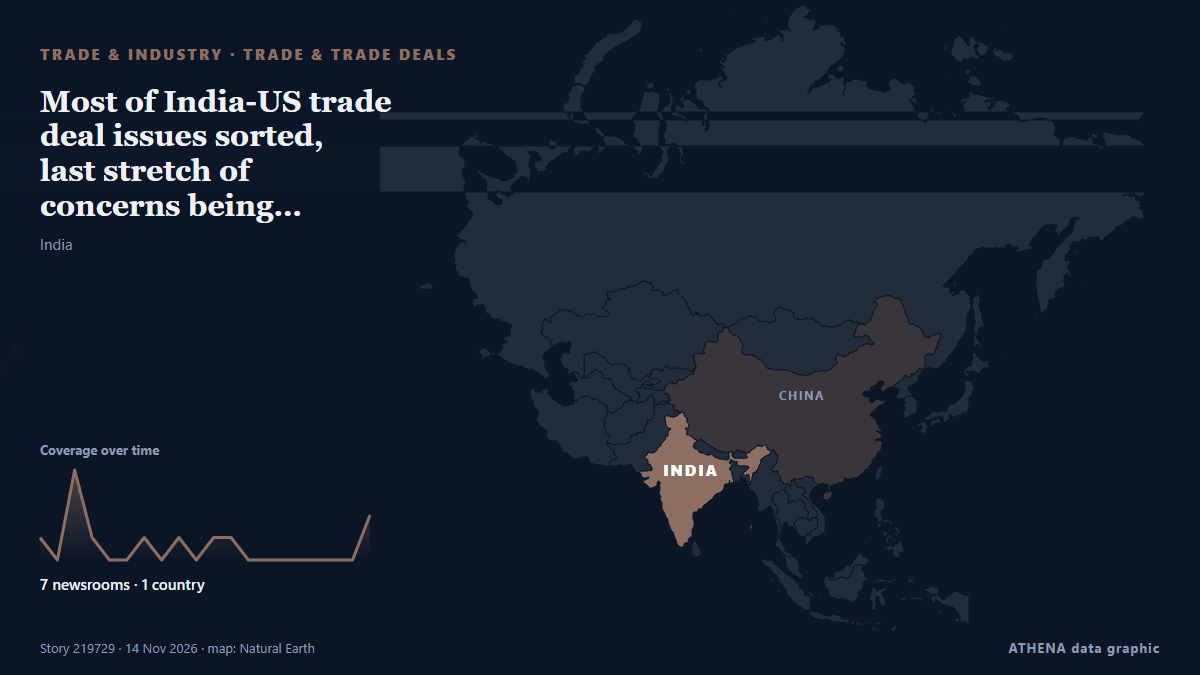 TRADE & INDUSTRY · TRADE & TRADE DEALS
Most of India-US trade
deal issues sorted,
last stretch of
concerns being...
India
CHINA
INDIA
Coverage over time
7 newsrooms · 1 country
Story 219729 · 14 Nov 2026 · map: Natural Earth
ATHENA data graphic